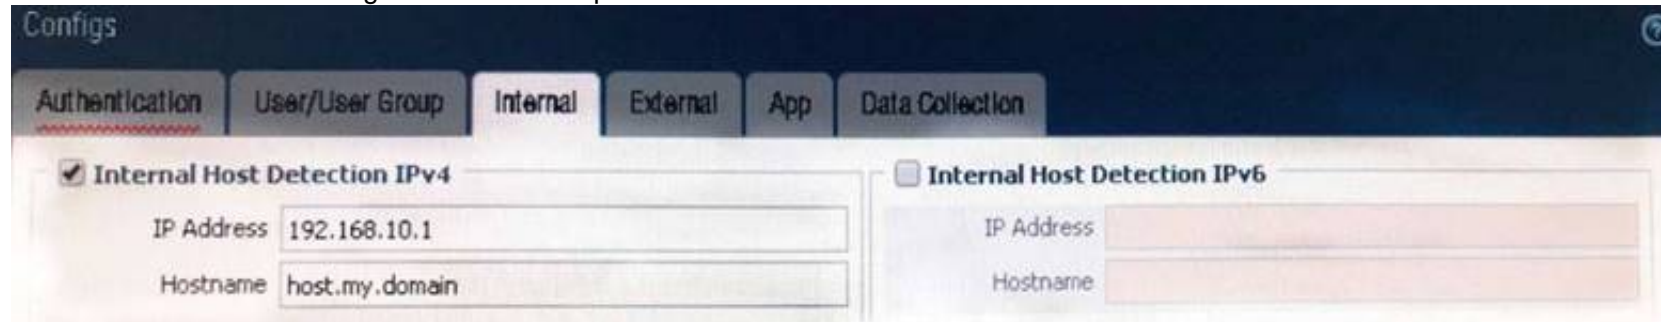 Configs
Authentication User/User Group Internal External App Data Collection
Internal Host Detection IPv4
IP Address 192.168.10.1
Hostname host.my.domain
Internal Host Detection IPv6
IP Address
Hostname